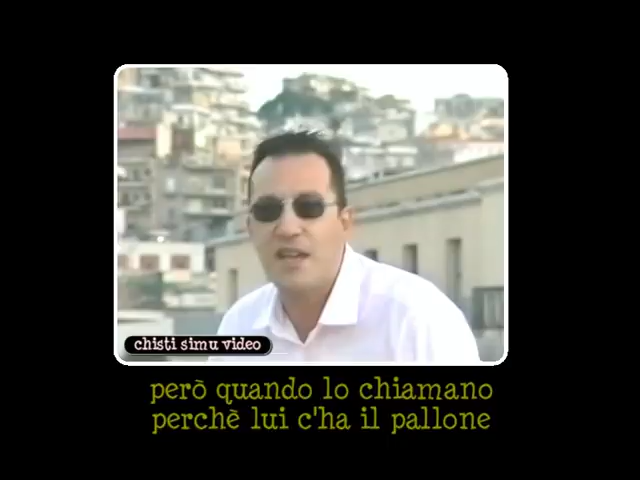 chisti simu video
però quando lo chiamano
perchè lui c'ha il pallone